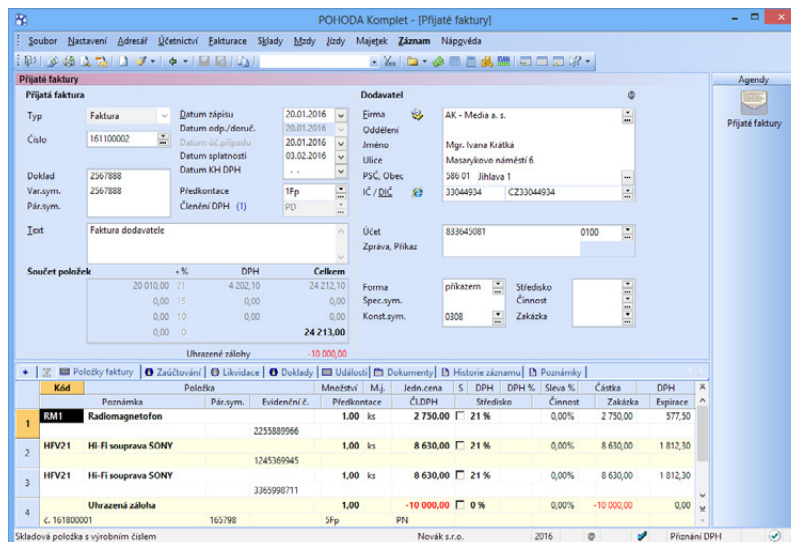 POHODA Komplet - [Přijaté faktury]
Soubor Nastavení Adresář Účetnictví Fakturace Sklady Mzdy Jízdy Majetek Záznam Nápověda
Přijaté faktury
Agendy
Přijaté faktury
Přijatá faktura
Typ Faktura
Číslo 161100002
Doklad 2567888
Var.sym. 2567888
Pár.sym.
Datum zápisu 20.01.2016
Datum odp./doruč. 20.01.2016
Datum úč.případu 20.01.2016
Datum splatnosti 03.02.2016
Datum KH DPH . .
Předkontace 1Fp
Členění DPH (1) PD
Text Faktura dodavatele
Dodavatel
Firma AK - Media a. s.
Oddělení
Jméno Mgr. Ivana Krátká
Ulice Masarykovo náměstí 6
PSČ, Obec 586 01 Jihlava 1
IČ / DIČ 33044934 CZ33044934
Účet 833645081 0100
Zpráva, Příkaz
Forma příkazem Středisko
Spec.sym. Činnost
Konst.sym. 0308 Zakázka
Součet položek + % DPH Celkem
20 010,00 21 4 202,10 24 212,10
0,00 15 0,00 0,00
0,00 10 0,00 0,00
0,00 0 24 213,00
Uhrazené zálohy -10 000,00
Položky faktury Zaúčtování Likvidace Doklady Události Dokumenty Historie záznamu Poznámky
Kód Položka Množství M.j. Jedn.cena S DPH DPH % Sleva % Částka DPH
Poznámka Pár.sym. Evidenční č. Předkontace Čl.DPH Středisko Činnost Zakázka Expirace
1 RM1 Radiomagnetofon 1,00 ks 2 750,00 21 % 0,00% 2 750,00 577,50
2255889966
2 HFV21 Hi-Fi souprava SONY 1,00 ks 8 630,00 21 % 0,00% 8 630,00 1 812,30
1245369945
3 HFV21 Hi-Fi souprava SONY 1,00 ks 8 630,00 21 % 0,00% 8 630,00 1 812,30
3365998711
4 Uhrazená záloha 1,00 -10 000,00 0 % 0,00% -10 000,00 0,00
č. 161800001 165798 5Fp PN
Skladová položka s výrobním číslem Novák s.r.o. 2016 @ Přiznání DPH